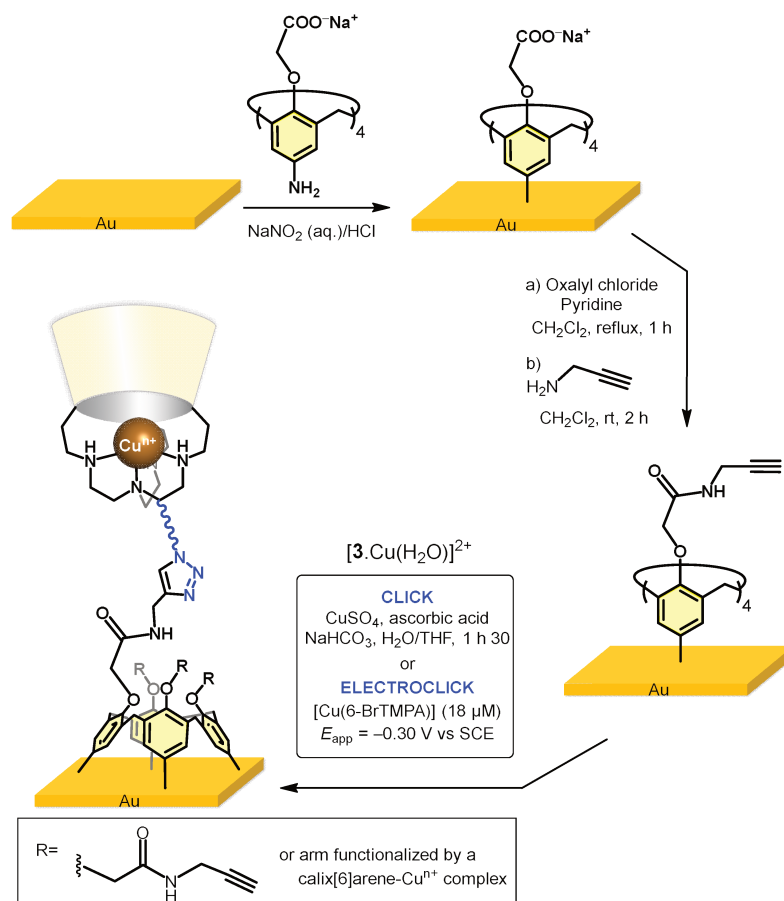 COO⁻Na⁺
O
4
NH₂
Au
NaNO₂ (aq.)/HCl
COO⁻Na⁺
O
4
Au
a) Oxalyl chloride
Pyridine
CH₂Cl₂, reflux, 1 h
b)
H₂N
CH₂Cl₂, rt, 2 h
O
NH
O
4
Au
Cuⁿ⁺
H
N
H
N
N
N
N
N
O
NH
R
O
R
O
R
O
O
Au
[3.Cu(H₂O)]²⁺
CLICK
CuSO₄, ascorbic acid
NaHCO₃, H₂O/THF, 1 h 30
or
ELECTROCLICK
[Cu(6-BrTMPA)] (18 µM)
E_app = –0.30 V vs SCE
R=
O
N
H
or arm functionalized by a
calix[6]arene-Cuⁿ⁺ complex